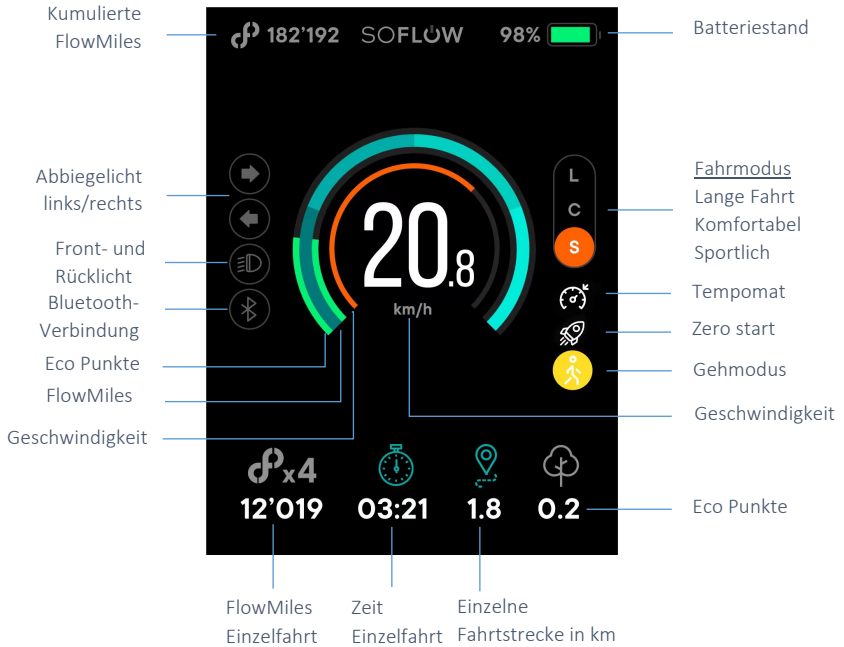 Kumulierte
FlowMiles
182’192
SOFLOW
98%
Batteriestand
Abbiegelicht
links/rechts
Front- und
Rücklicht
Bluetooth-
Verbindung
Eco Punkte
FlowMiles
Geschwindigkeit
L
C
S
20.8
km/h
Fahrmodus
Lange Fahrt
Komfortabel
Sportlich
Tempomat
Zero start
Gehmodus
Geschwindigkeit
x4
12’019
03:21
1.8
0.2
Eco Punkte
FlowMiles
Einzelfahrt
Zeit
Einzelfahrt
Einzelne
Fahrtstrecke in km